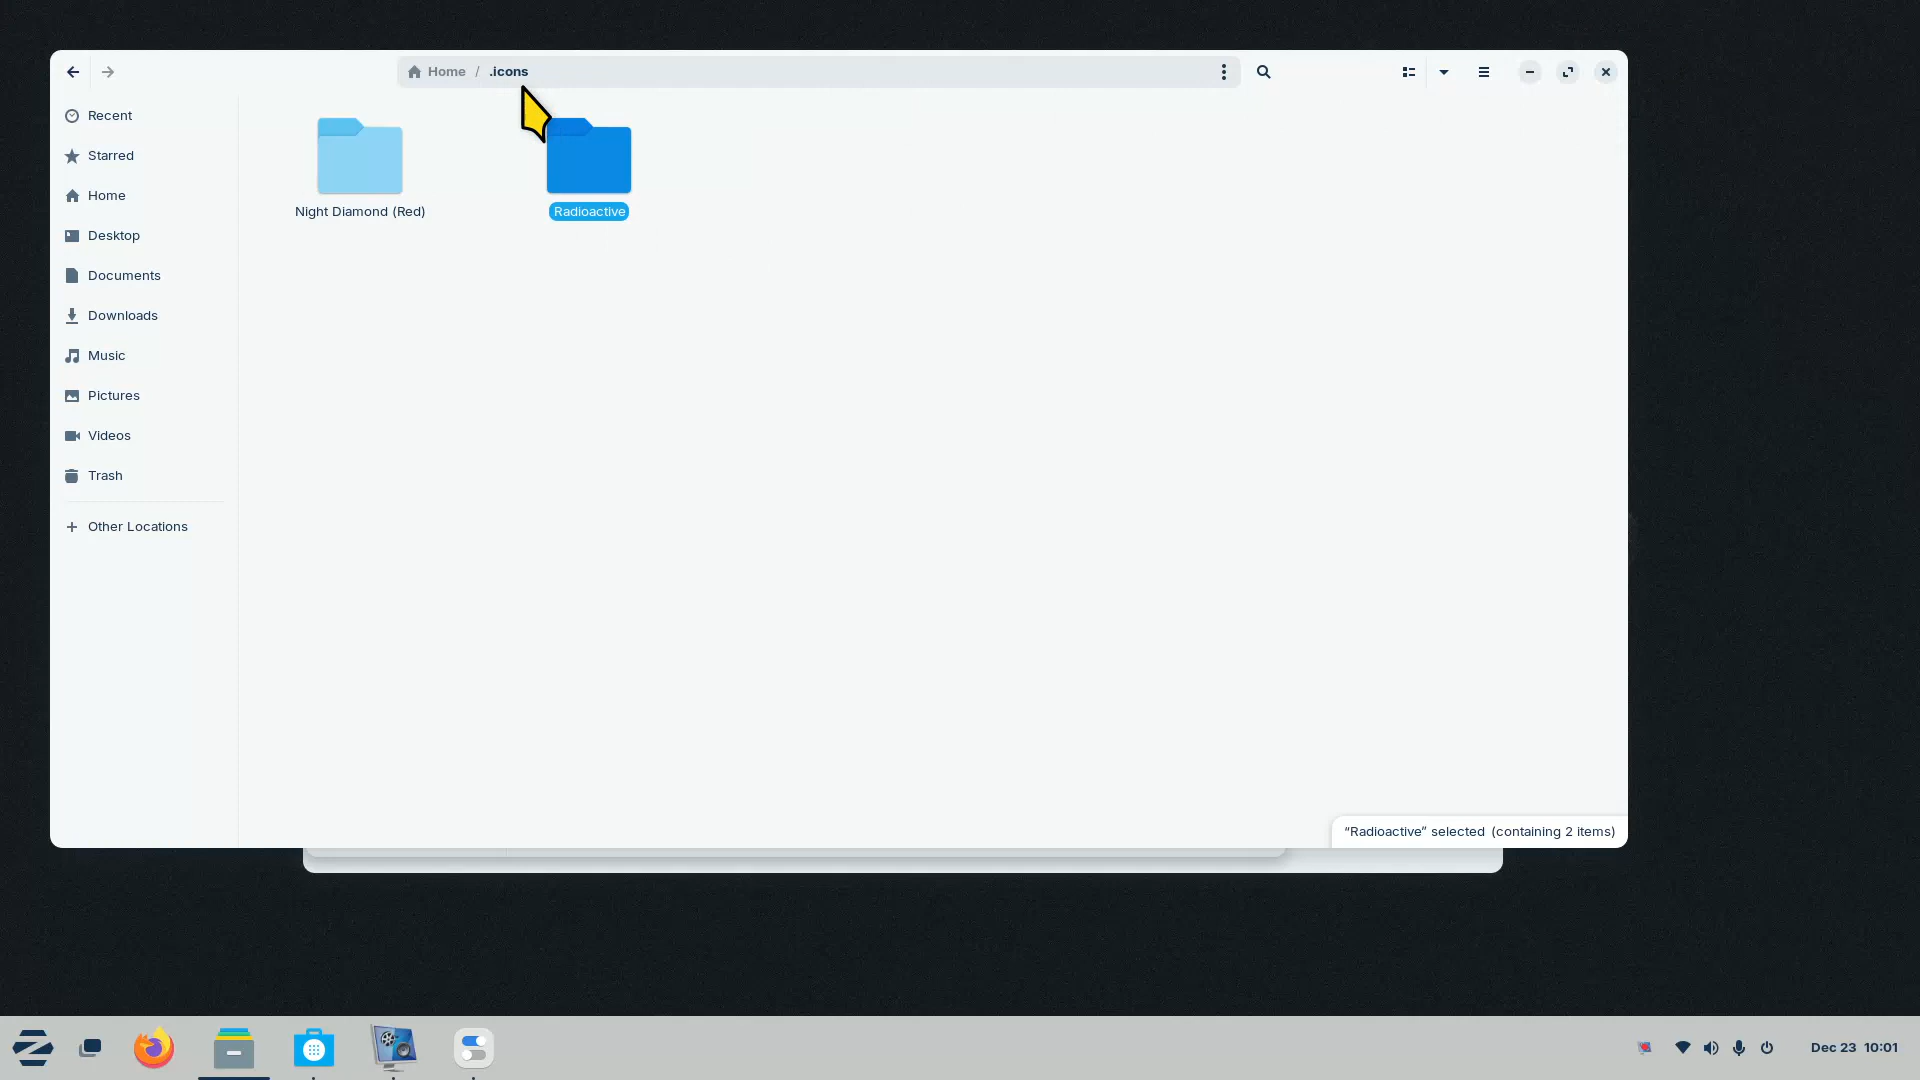 Home / .icons
Recent
Starred
Home
Desktop
Documents
Downloads
Music
Pictures
Videos
Trash
Other Locations
Night Diamond (Red)
Radioactive
“Radioactive” selected (containing 2 items)
Dec 23 10:01